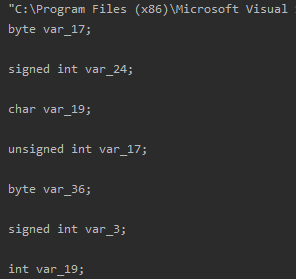 "C:\Program Files (x86)\Microsoft Visual
byte var_17;
signed int var_24;
char var_19;
unsigned int var_17;
byte var_36;
signed int var_3;
int var_19;